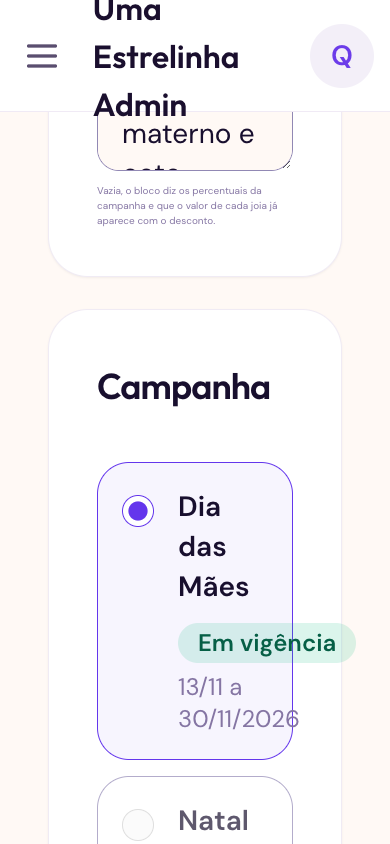 Uma
Estrelinha
Admin
Q
materno e
Vazia, o bloco diz os percentuais da
campanha e que o valor de cada joia já
aparece com o desconto.
Campanha
Dia
das
Mães
Em vigência
13/11 a
30/11/2026
Natal